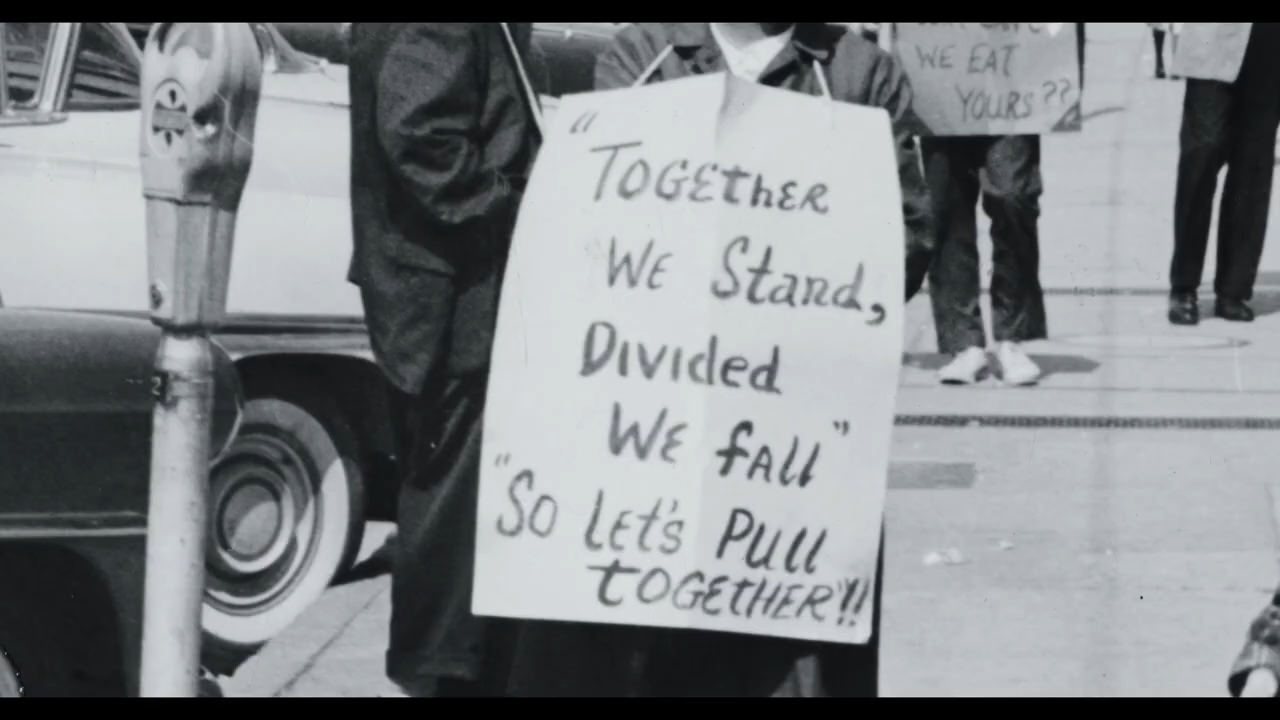 "TOGEthER
WE Stand,
DIVIded
WE fAll"
"So LEt's PUll
tOGEtHER"!!
WE EAT
YOURS??